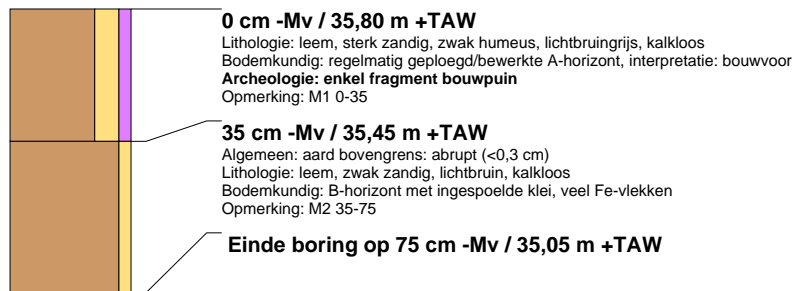 0 cm -Mv / 35,80 m +TAW
Lithologie: leem, sterk zandig, zwak humeus, lichtbruingrijs, kalkloos
Bodemkundig: regelmatig geploegd/bewerkte A-horizont, interpretatie: bouwvoor
Archeologie: enkel fragment bouwpuin
Opmerking: M1 0-35
35 cm -Mv / 35,45 m +TAW
Algemeen: aard bovengrens: abrupt (<0,3 cm)
Lithologie: leem, zwak zandig, lichtbruin, kalkloos
Bodemkundig: B-horizont met ingespoelde klei, veel Fe-vlekken
Opmerking: M2 35-75
Einde boring op 75 cm -Mv / 35,05 m +TAW